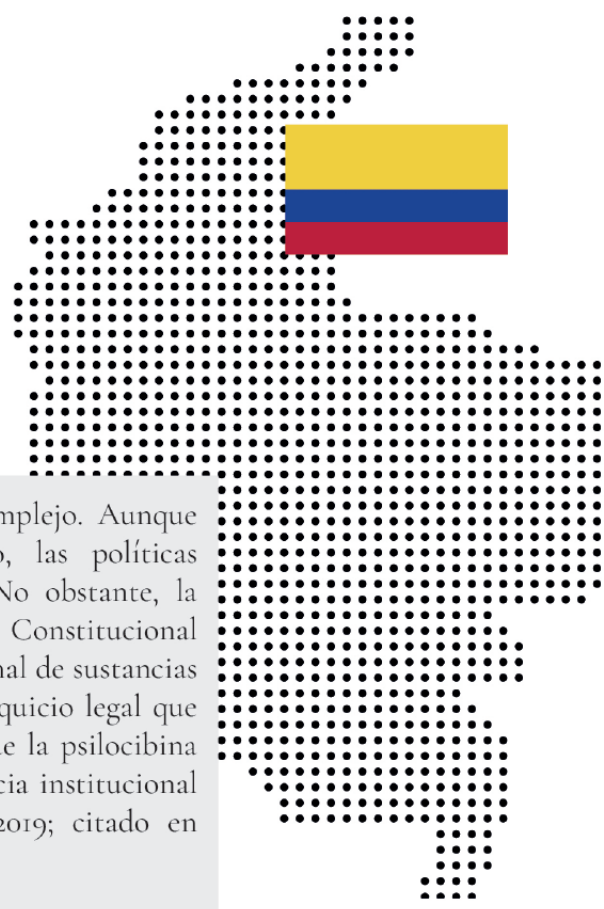 mplejo. Aunque
o, las políticas
No obstante, la
Constitucional
nal de sustancias
quicio legal que
e la psilocibina
cia institucional
2019; citado en